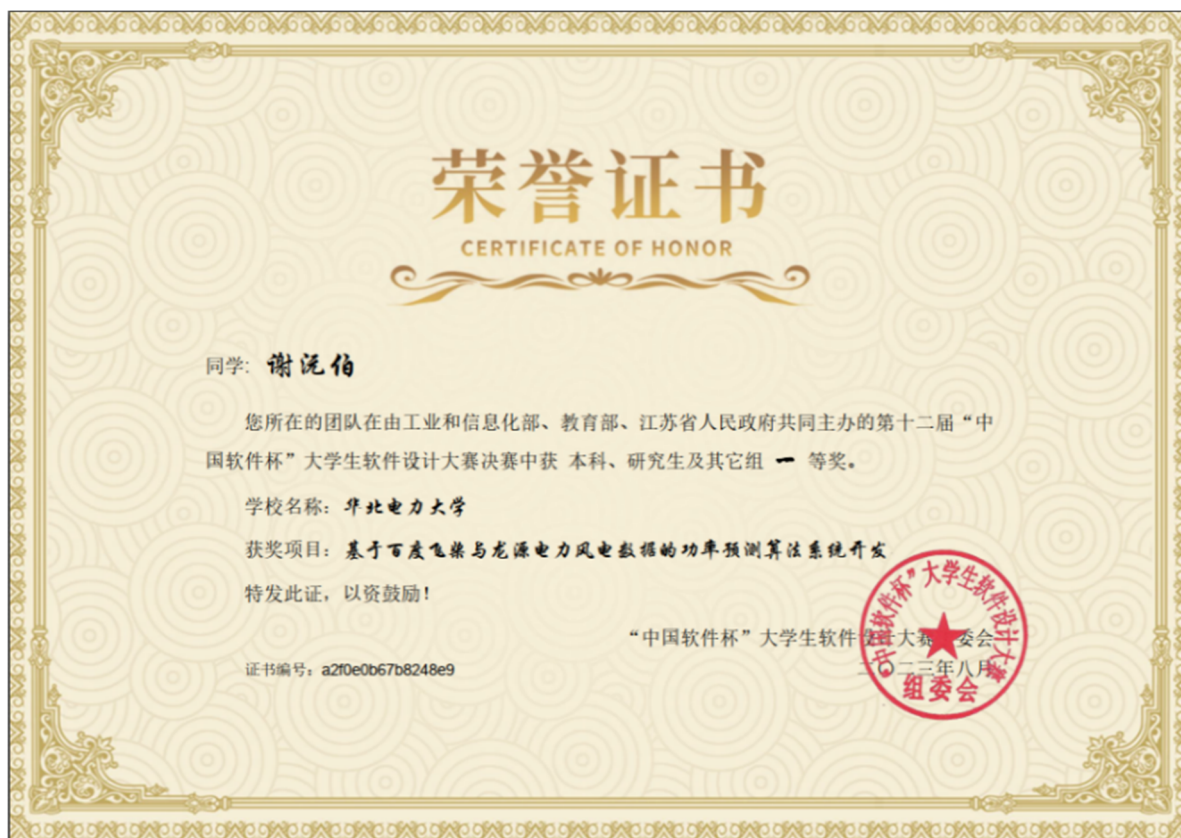 荣誉证书
CERTIFICATE OF HONOR
同学: 谢沅伯
您所在的团队在由工业和信息化部、教育部、江苏省人民政府共同主办的第十二届“中
国软件杯”大学生软件设计大赛决赛中获 本科、研究生及其它组 一 等奖。
学校名称：华北电力大学
获奖项目：基于百度飞桨与龙源电力风电数据的功率预测算法系统开发
特发此证，以资鼓励！
“中国软件杯”大学生软件设计大赛组委会
证书编号：a2f0e0b67b8248e9
二〇二三年八月
“中国软件杯”大学生软件设计大赛
组委会